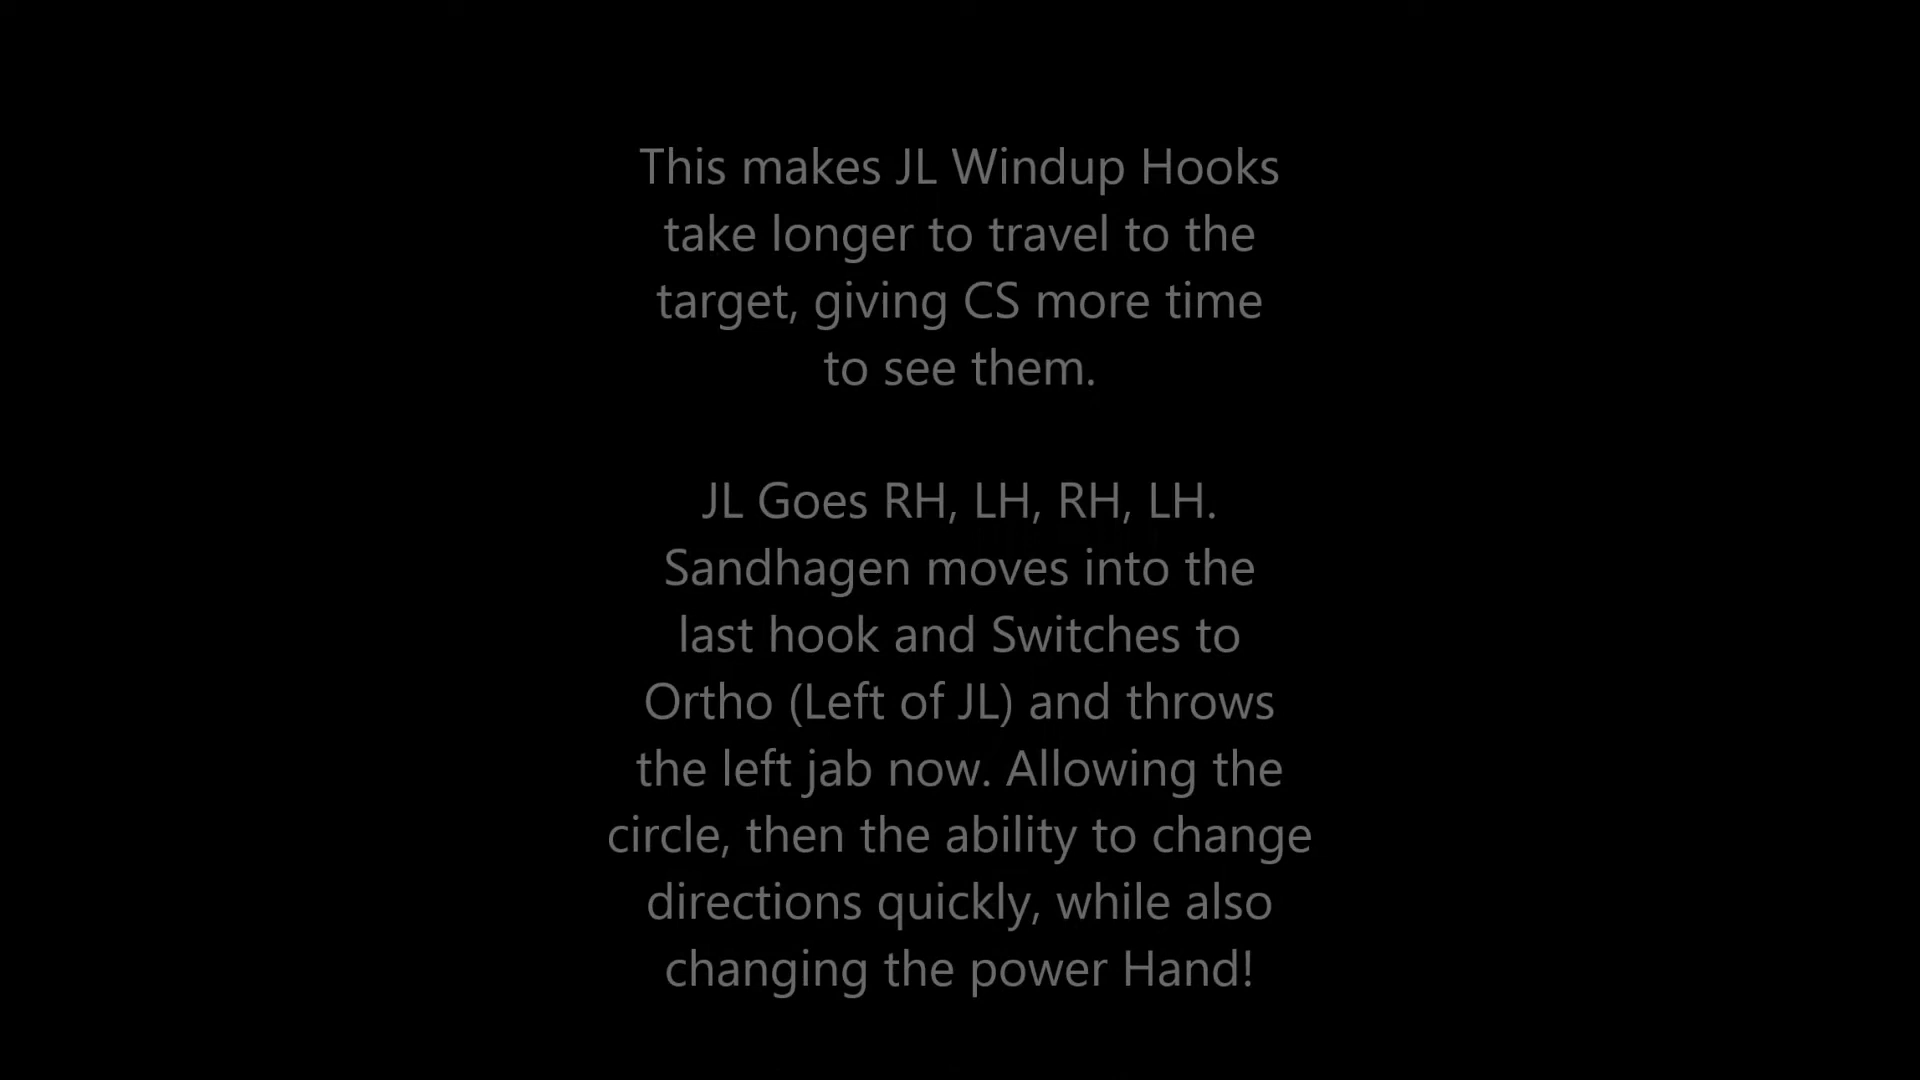 This makes JL Windup Hooks
take longer to travel to the
target, giving CS more time
to see them.
JL Goes RH, LH, RH, LH.
Sandhagen moves into the
last hook and Switches to
Ortho (Left of JL) and throws
the left jab now. Allowing the
circle, then the ability to change
directions quickly, while also
changing the power Hand!